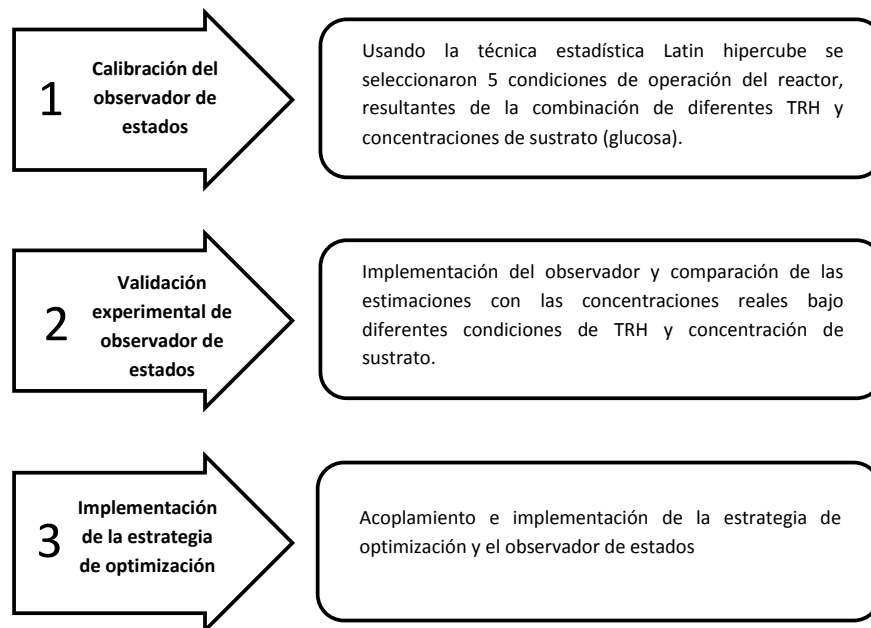 1
Calibración del
observador de
estados
Usando la técnica estadística Latin hipercube se
seleccionaron 5 condiciones de operación del reactor,
resultantes de la combinación de diferentes TRH y
concentraciones de sustrato (glucosa).
2
Validación
experimental de
observador de
estados
Implementación del observador y comparación de las
estimaciones con las concentraciones reales bajo
diferentes condiciones de TRH y concentración de
sustrato.
3
Implementación
de la estrategia
de optimización
Acoplamiento e implementación de la estrategia de
optimización y el observador de estados